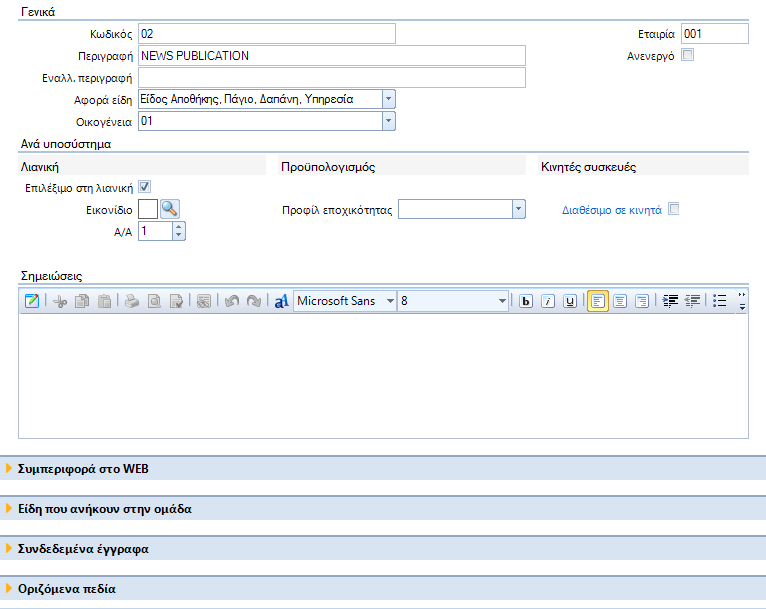 Γενικά
Κωδικός 02 Εταιρία 001
Περιγραφή NEWS PUBLICATION Ανενεργό
Εναλλ. περιγραφή
Αφορά είδη Είδος Αποθήκης, Πάγιο, Δαπάνη, Υπηρεσία
Οικογένεια 01
Ανά υποσύστημα
Λιανική Προϋπολογισμός Κινητές συσκευές
Επιλέξιμο στη λιανική
Εικονίδιο Προφίλ εποχικότητας Διαθέσιμο σε κινητά
Α/Α 1
Σημειώσεις
aA Microsoft Sans 8 b i u
Συμπεριφορά στο WEB
Είδη που ανήκουν στην ομάδα
Συνδεδεμένα έγγραφα
Οριζόμενα πεδία